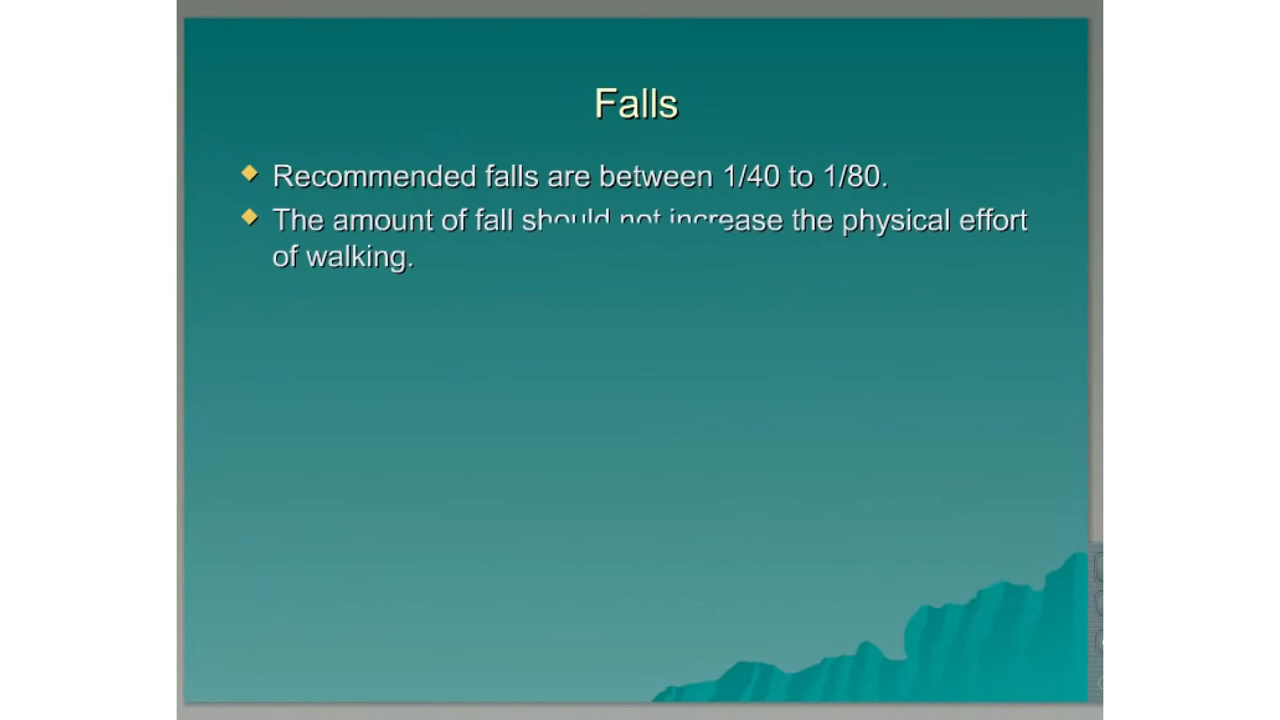 Falls
Recommended falls are between 1/40 to 1/80.
The amount of fall should not increase the physical effort
of walking.